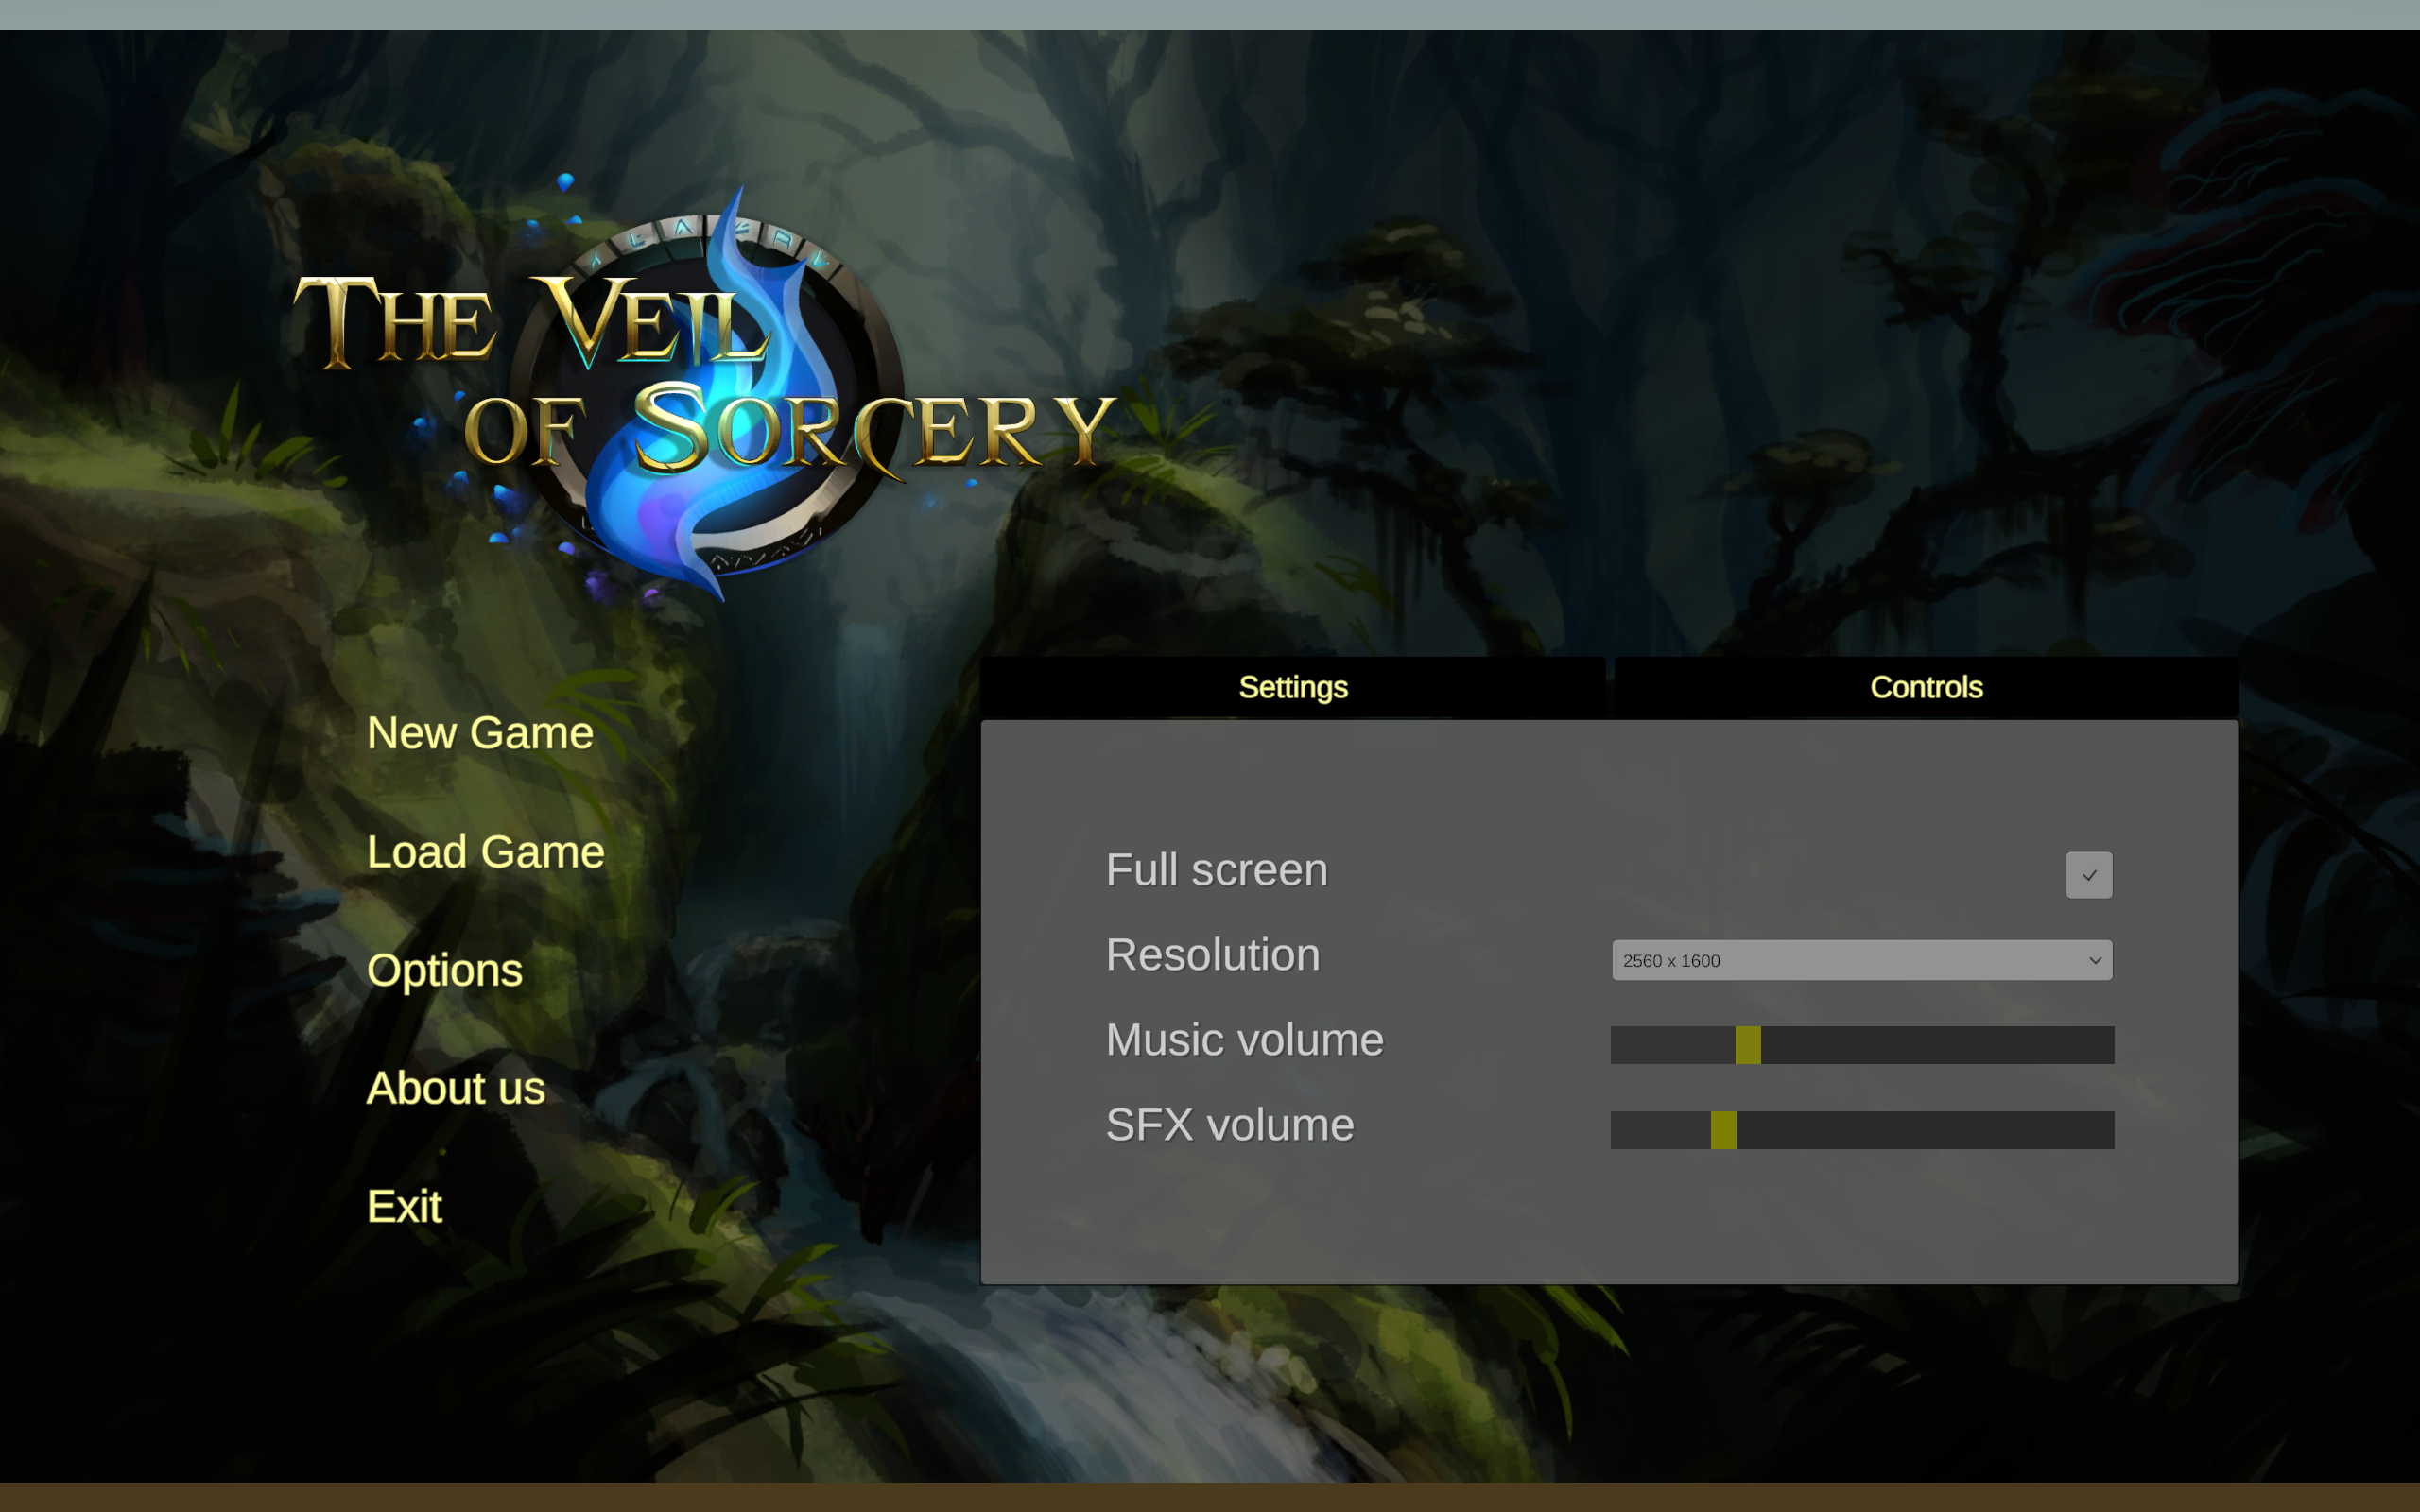 THE VEIL
OF SORCERY
Settings
Controls
New Game
Load Game
Options
About us
Exit
Full screen
Resolution
2560 x 1600
Music volume
SFX volume